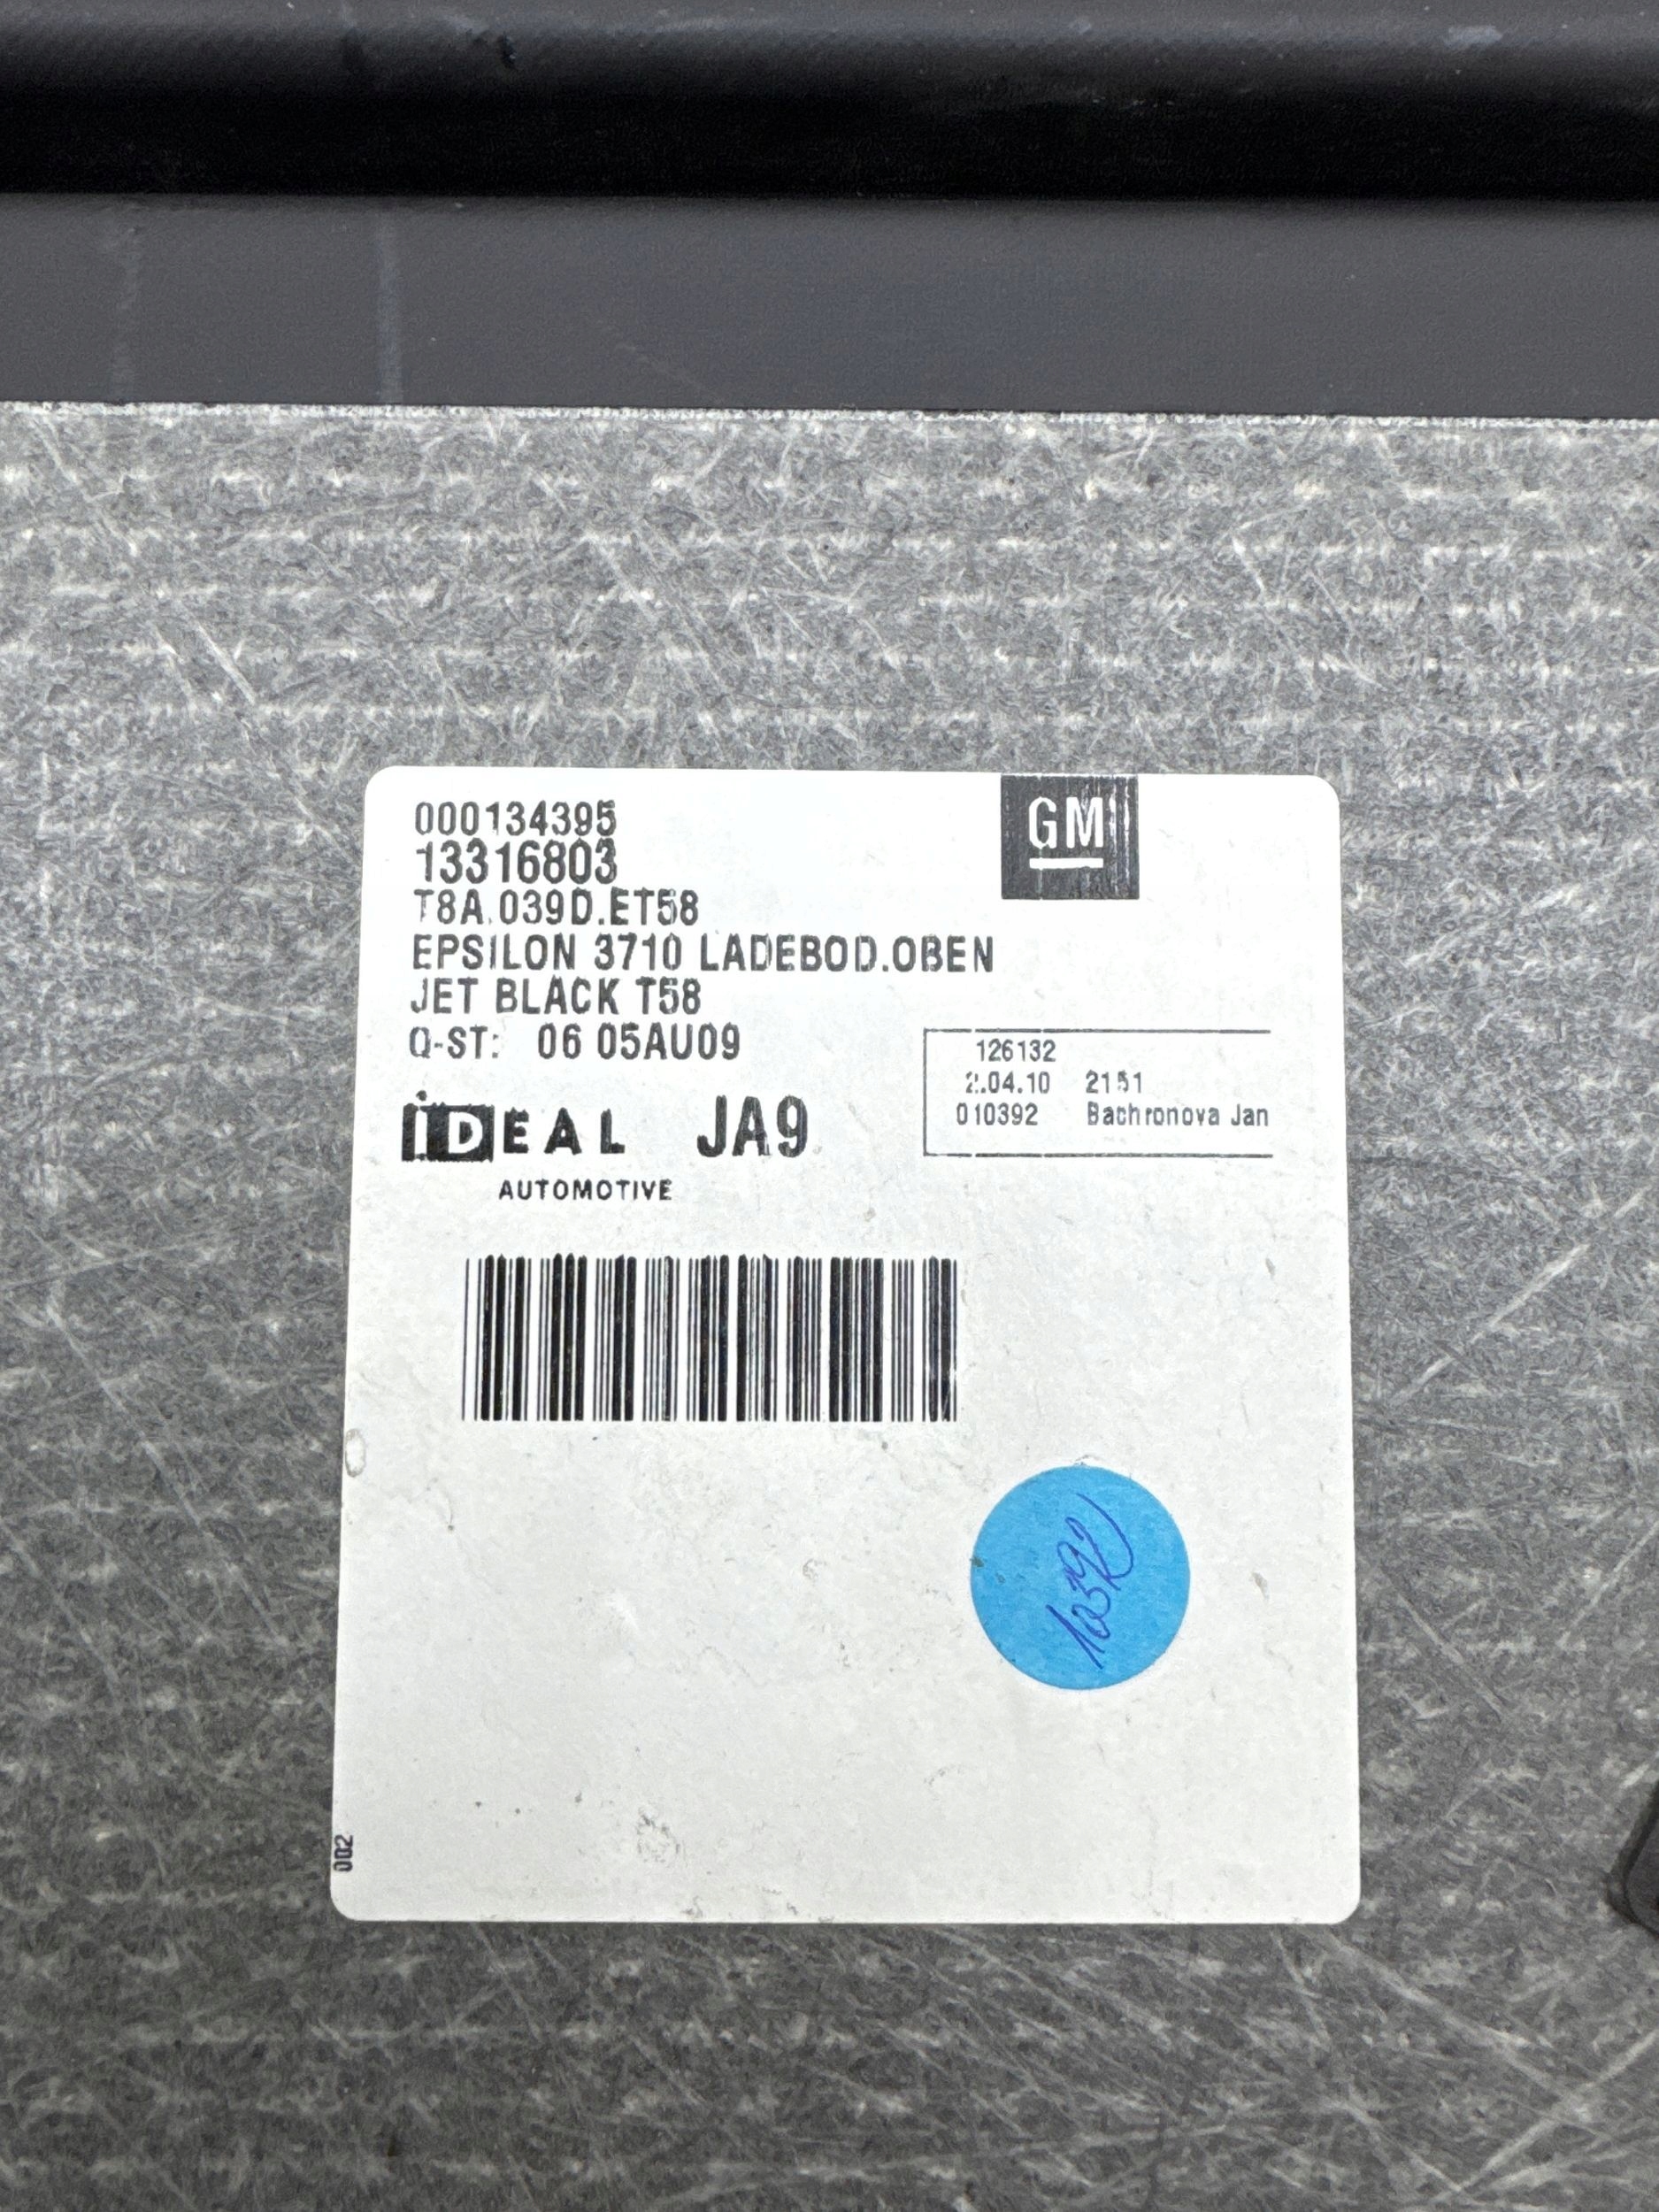 000134395
GM
13316803
T8A.039D.ET58
EPSILON 3710 LADEBOD.OBEN
JET BLACK T58
Q-ST: 06 05AU09
126132
2.04.10 2151
010392 Bachronova Jan
iDEAL JA9
AUTOMOTIVE
10392
002